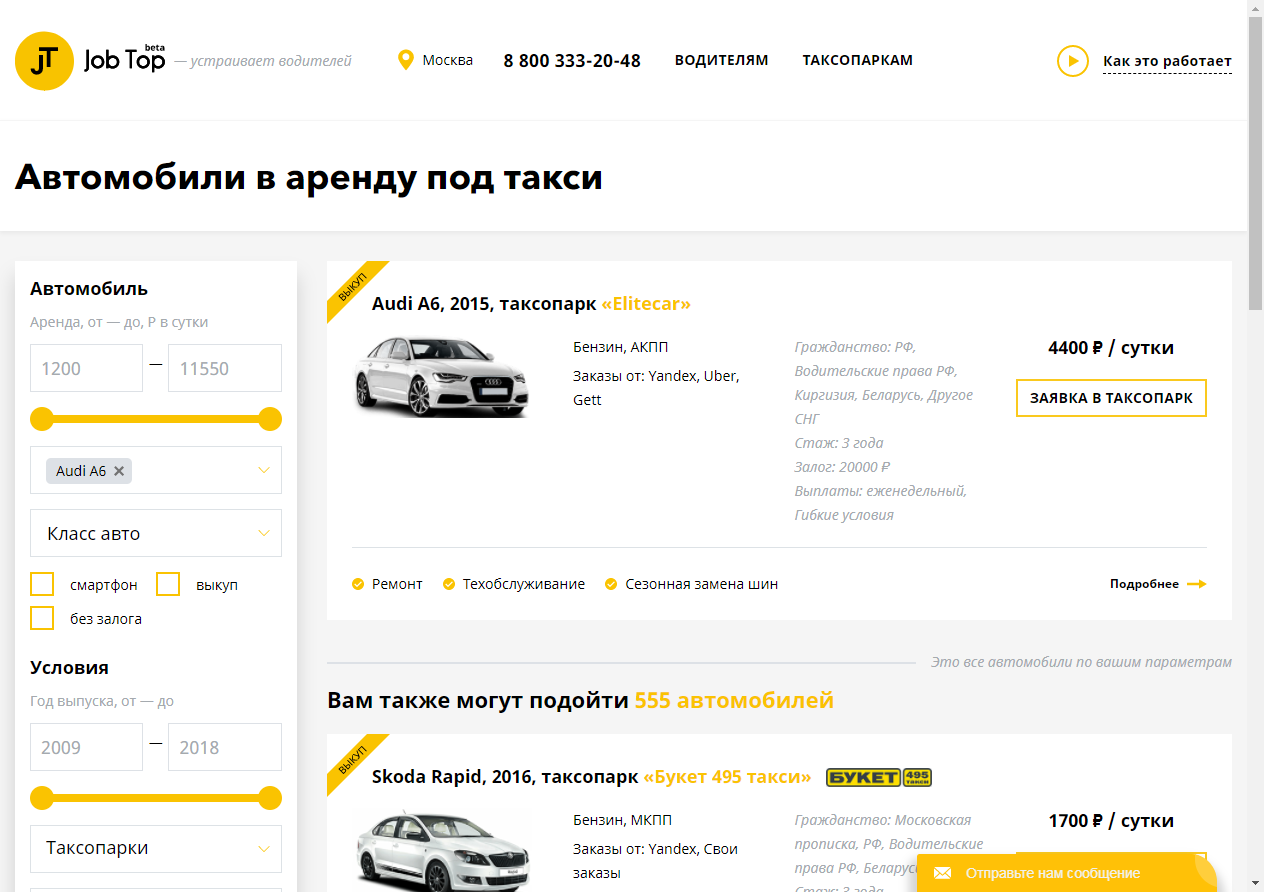 JT Job Top beta — устраивает водителей Москва 8 800 333-20-48 ВОДИТЕЛЯМ ТАКСОПАРКАМ Как это работает
Автомобили в аренду под такси
Автомобиль
Аренда, от — до, Р в сутки
1200 — 11550
Audi A6
Класс авто
смартфон выкуп
без залога
Условия
Год выпуска, от — до
2009 — 2018
Таксопарки
ВЫКУП
Audi A6, 2015, таксопарк «Elitecar»
Бензин, АКПП
Заказы от: Yandex, Uber,
Gett
Гражданство: РФ,
Водительские права РФ,
Киргизия, Беларусь, Другое
СНГ
Стаж: 3 года
Залог: 20000 ₽
Выплаты: еженедельный,
Гибкие условия
4400 ₽ / сутки
ЗАЯВКА В ТАКСОПАРК
Ремонт Техобслуживание Сезонная замена шин Подробнее
Это все автомобили по вашим параметрам
Вам также могут подойти 555 автомобилей
ВЫКУП
Skoda Rapid, 2016, таксопарк «Букет 495 такси» БУКЕТ 495 такси
Бензин, МКПП
Заказы от: Yandex, Свои
заказы
Гражданство: Московская
прописка, РФ, Водительские
права РФ, Беларусь
Стаж: 3 года
1700 ₽ / сутки
Отправьте нам сообщение